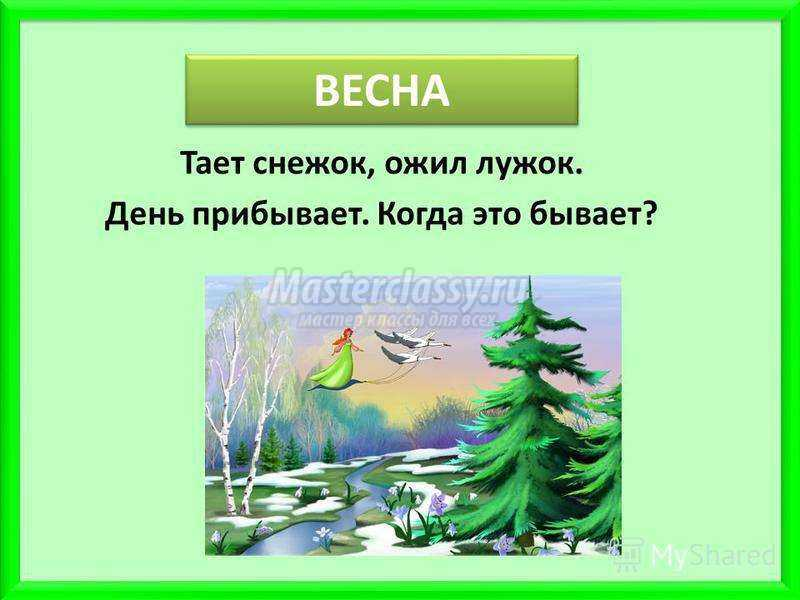 ВЕСНА
Тает снежок, ожил лужок.
День прибывает. Когда это бывает?
Masterclassy.ru
мастер классы для всех
MyShared